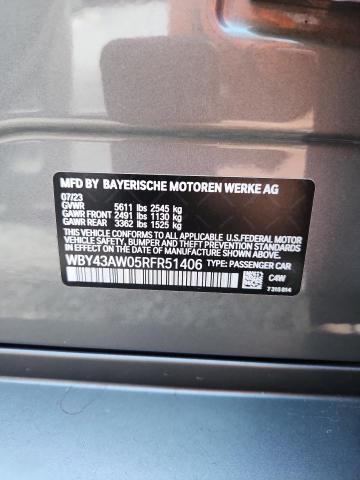 MFD BY BAYERISCHE MOTOREN WERKE AG
07/23
GVWR 5611 lbs 2545 kg
GAWR FRONT 2491 lbs 1130 kg
GAWR REAR 3362 lbs 1525 kg
THIS VEHICLE CONFORMS TO ALL APPLICABLE U.S.FEDERAL MOTOR
VEHICLE SAFETY, BUMPER, AND THEFT PREVENTION STANDARDS
IN EFFECT ON THE DATE OF MANUFACTURE SHOWN ABOVE.
WBY43AW05RFR51406 TYPE: PASSENGER CAR
C4W
7 315 814